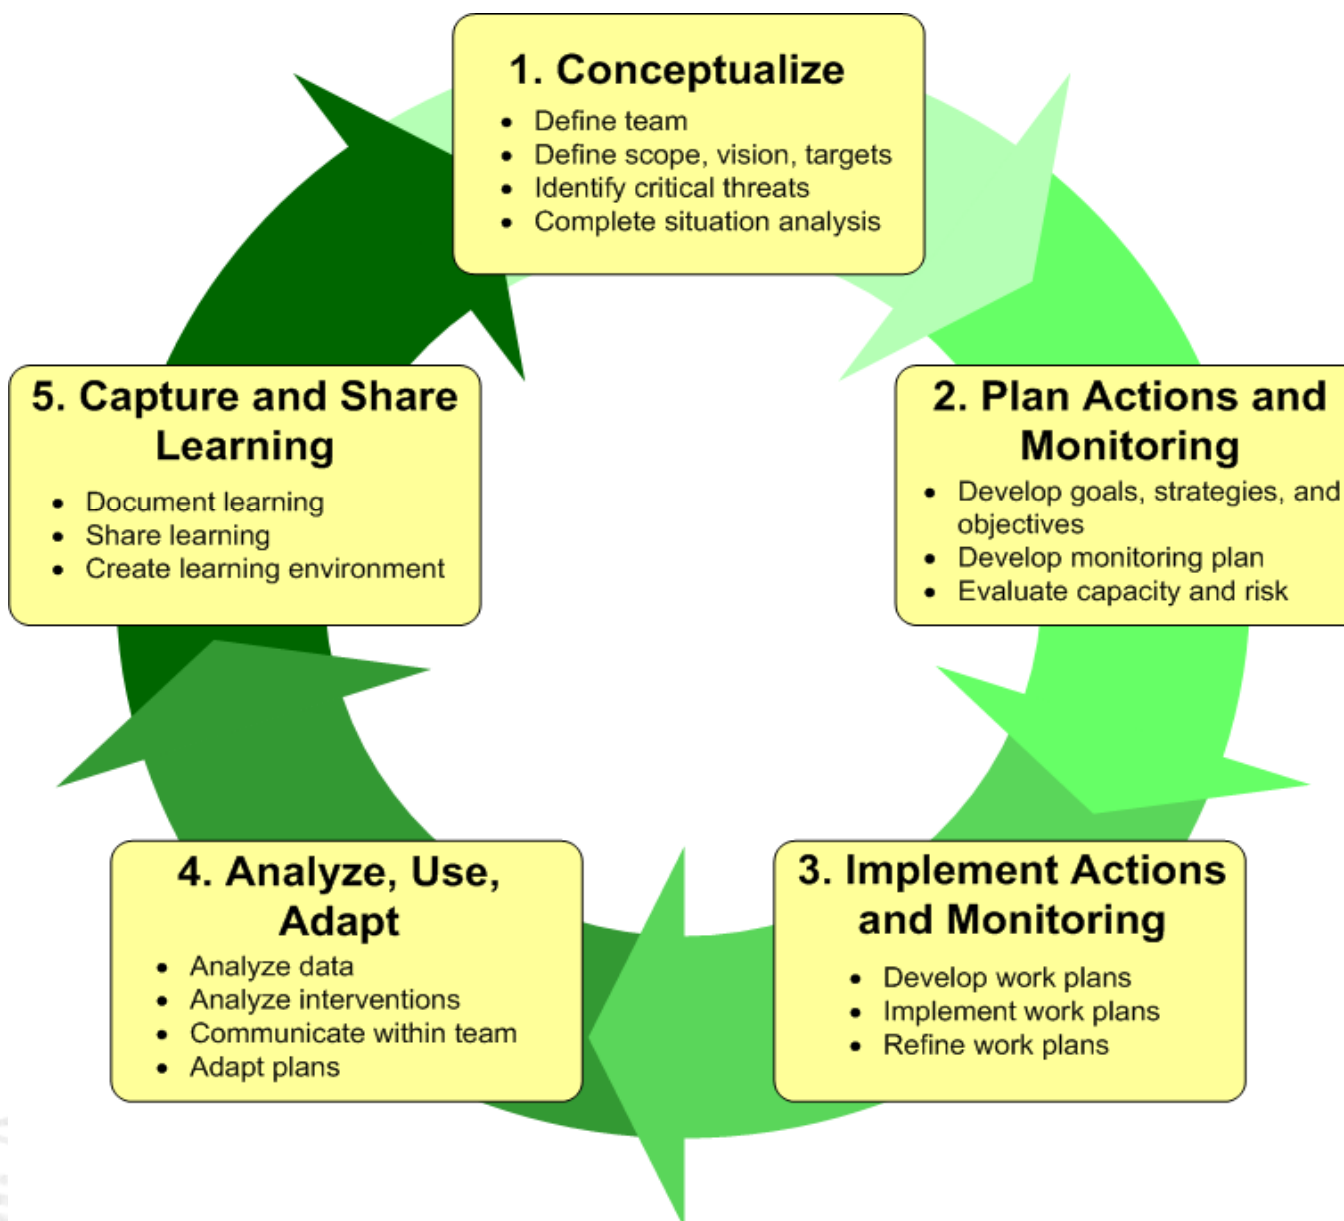 1. Conceptualize
• Define team
• Define scope, vision, targets
• Identify critical threats
• Complete situation analysis
2. Plan Actions and
Monitoring
• Develop goals, strategies, and
objectives
• Develop monitoring plan
• Evaluate capacity and risk
3. Implement Actions
and Monitoring
• Develop work plans
• Implement work plans
• Refine work plans
4. Analyze, Use,
Adapt
• Analyze data
• Analyze interventions
• Communicate within team
• Adapt plans
5. Capture and Share
Learning
• Document learning
• Share learning
• Create learning environment